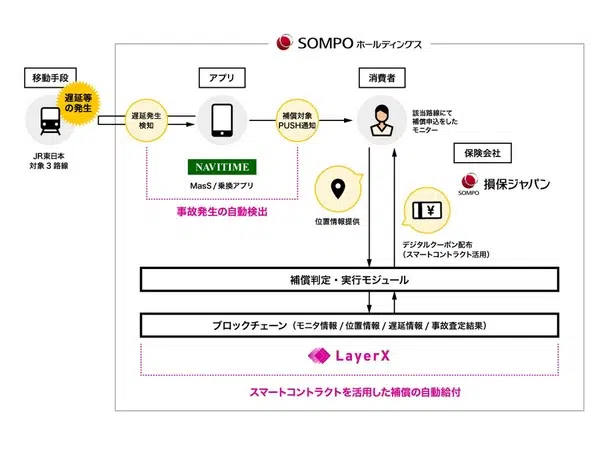 SOMPO ホールディングス
移動手段
アプリ
消費者
遅延等
の発生
遅延発生
検知
補償対象
PUSH通知
該当路線にて
補償申込をした
モニター
JR東日本
対象3路線
NAVITIME
MasS / 乗換アプリ
事故発生の自動検出
保険会社
SOMPO 損保ジャパン
位置情報提供
¥
デジタルクーポン配布
(スマートコントラクト活用)
補償判定・実行モジュール
ブロックチェーン(モニタ情報 / 位置情報 / 遅延情報 / 事故査定結果)
LayerX
スマートコントラクトを活用した補償の自動給付